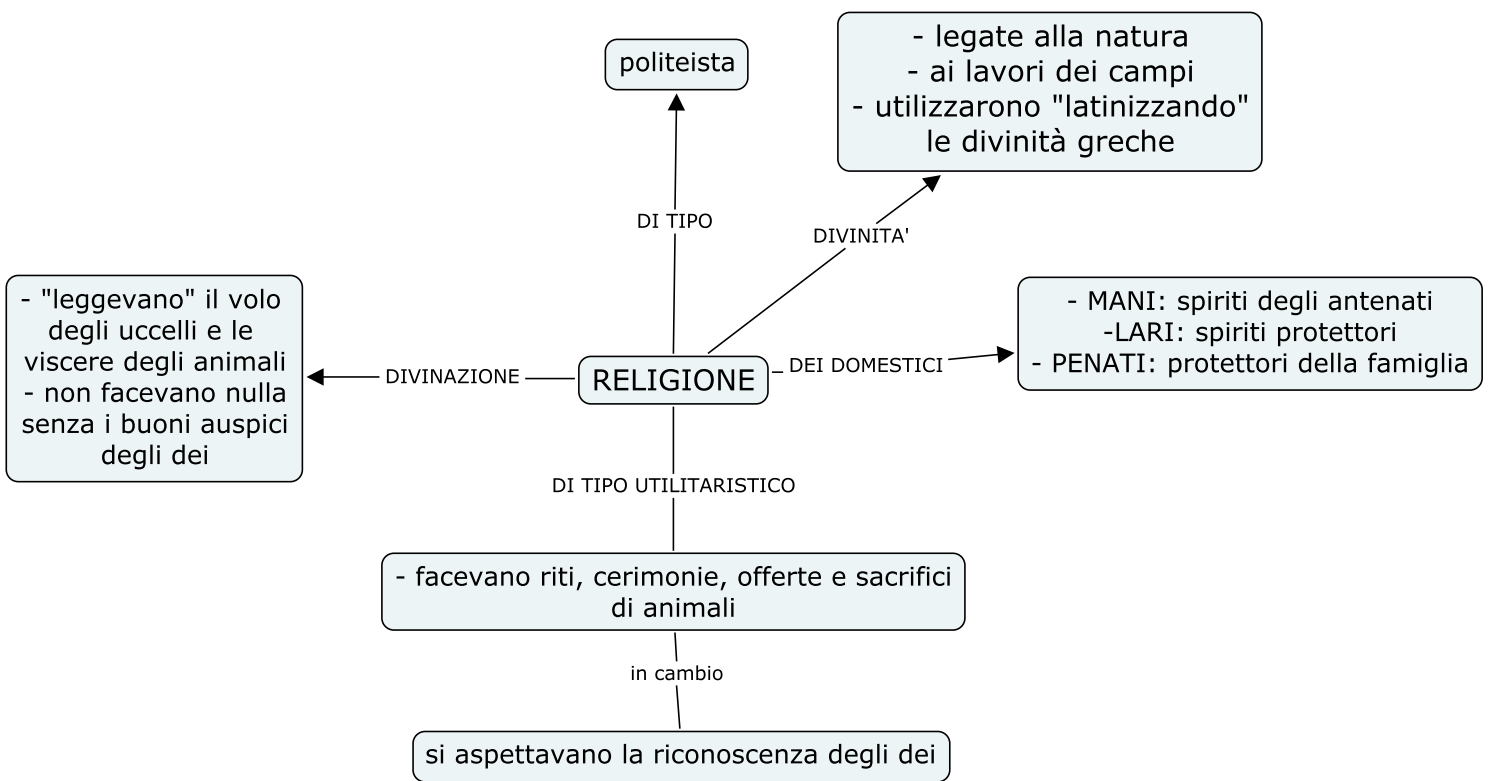 politeista
- legate alla natura
- ai lavori dei campi
- utilizzarono "latinizzando"
le divinità greche
DI TIPO
DIVINITA'
- "leggevano" il volo
degli uccelli e le
viscere degli animali
- non facevano nulla
senza i buoni auspici
degli dei
DIVINAZIONE
RELIGIONE
DEI DOMESTICI
- MANI: spiriti degli antenati
-LARI: spiriti protettori
- PENATI: protettori della famiglia
DI TIPO UTILITARISTICO
- facevano riti, cerimonie, offerte e sacrifici
di animali
in cambio
si aspettavano la riconoscenza degli dei